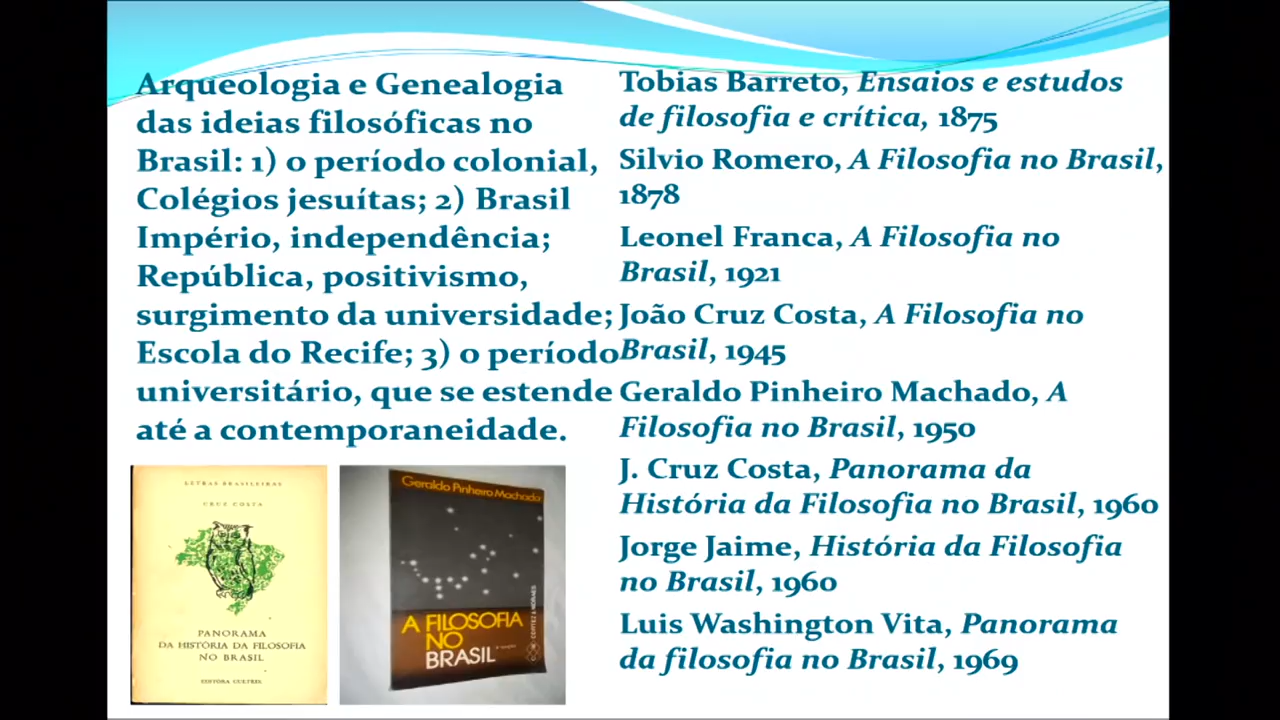 Arqueologia e Genealogia
das ideias filosóficas no
Brasil: 1) o período colonial,
Colégios jesuítas; 2) Brasil
Império, independência;
República, positivismo,
surgimento da universidade;
Escola do Recife; 3) o período
universitário, que se estende
até a contemporaneidade.
Tobias Barreto, Ensaios e estudos
de filosofia e crítica, 1875
Silvio Romero, A Filosofia no Brasil,
1878
Leonel Franca, A Filosofia no
Brasil, 1921
João Cruz Costa, A Filosofia no
Brasil, 1945
Geraldo Pinheiro Machado, A
Filosofia no Brasil, 1950
J. Cruz Costa, Panorama da
História da Filosofia no Brasil, 1960
Jorge Jaime, História da Filosofia
no Brasil, 1960
Luis Washington Vita, Panorama
da filosofia no Brasil, 1969
LETRAS BRASILEIRAS
CRUZ COSTA
PANORAMA
DA HISTÓRIA DA FILOSOFIA
NO BRASIL
EDITORA CULTRIX
Geraldo Pinheiro Machado
A FILOSOFIA
NO
BRASIL
CORTEZ & MORAES